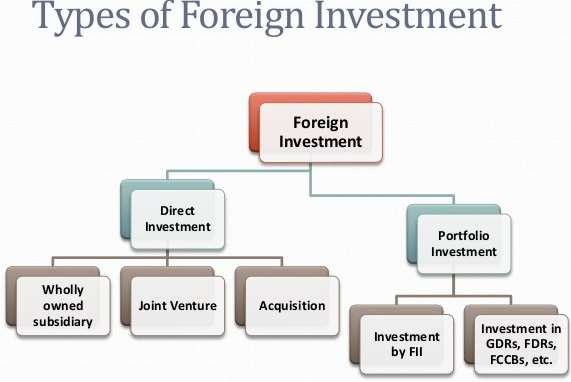 Types of Foreign Investment
Foreign
Investment
Direct
Investment
Portfolio
Investment
Wholly
owned
subsidiary
Joint Venture
Acquisition
Investment
by FII
Investment in
GDRs, FDRs,
FCCBs, etc.